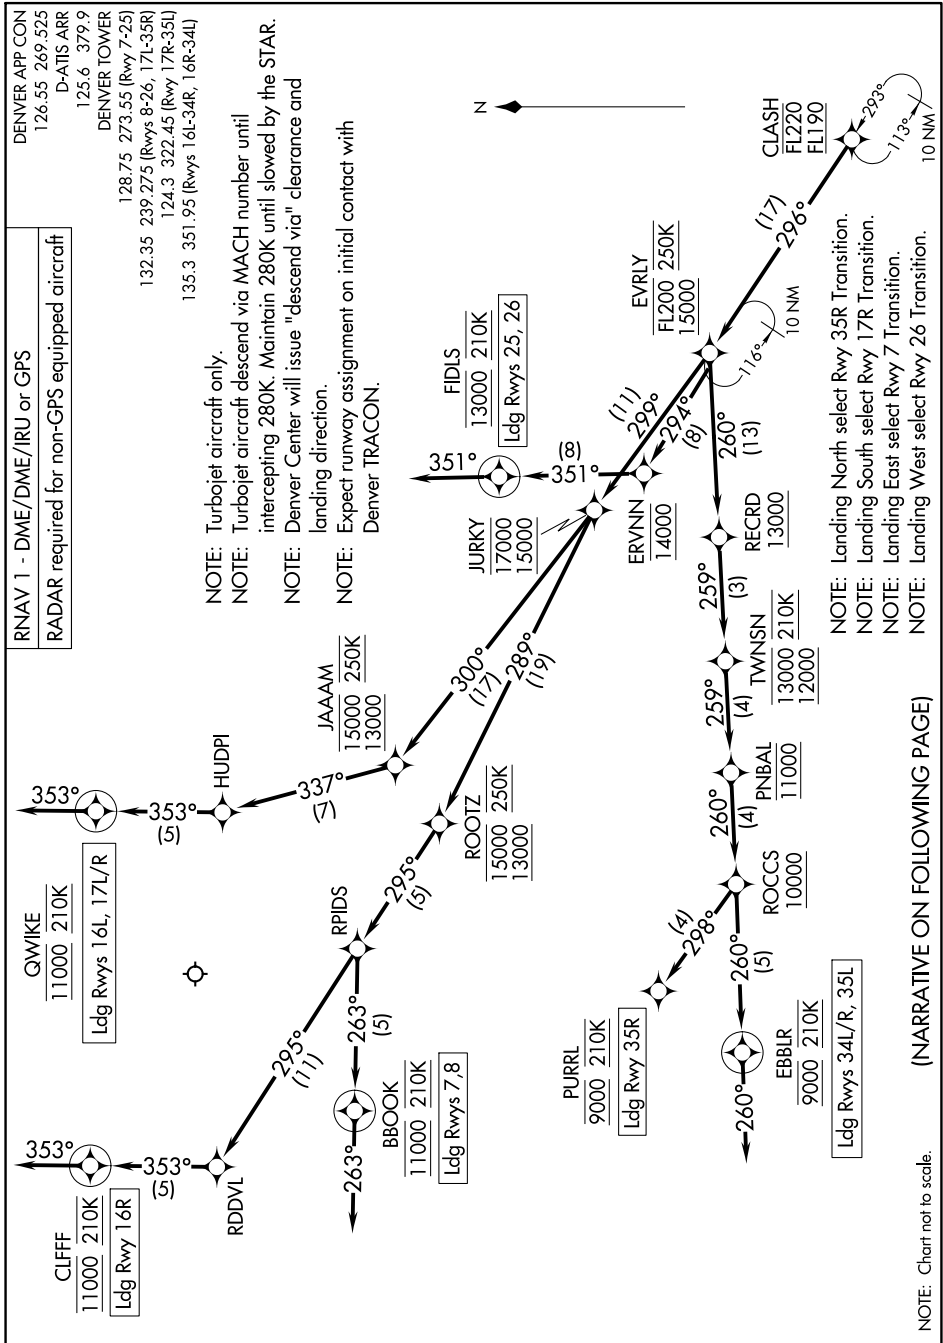 RNAV 1 - DME/DME/IRU or GPS
RADAR required for non-GPS equipped aircraft
DENVER APP CON
126.55 269.525
D-ATIS ARR
125.6 379.9
DENVER TOWER
128.75 273.55 (Rwy 7-25)
132.35 239.275 (Rwys 8-26, 17L-35R)
124.3 322.45 (Rwy 17R-35L)
135.3 351.95 (Rwys 16L-34R, 16R-34L)
NOTE: Turbojet aircraft only.
NOTE: Turbojet aircraft descend via MACH number until
intercepting 280K. Maintain 280K until slowed by the STAR.
NOTE: Denver Center will issue "descend via" clearance and
landing direction.
NOTE: Expect runway assignment on initial contact with
Denver TRACON.
N
CLFFF
11000 210K
Ldg Rwy 16R
353°
353°
(5)
RDDVL
295°
(11)
QWIKE
11000 210K
Ldg Rwys 16L, 17L/R
353°
353°
(5)
HUDPI
337°
(7)
JAAAM
15000 250K
13000
300°
(17)
289°
(19)
RPIDS
295°
(5)
ROOTZ
15000 250K
13000
BBOOK
11000 210K
Ldg Rwys 7,8
263°
263°
(5)
JURKY
17000
15000
FIDLS
13000 210K
Ldg Rwys 25, 26
351°
351°
(8)
ERVNN
14000
(11)
299°
294°
(8)
EVRLY
FL200 250K
15000
116°
10 NM
(17)
296°
CLASH
FL220
FL190
293°
113°
10 NM
260°
(13)
RECRD
13000
259°
(3)
TWNSN
13000 210K
12000
259°
(4)
PNBAL
11000
260°
(4)
ROCCS
10000
(4)
298°
PURRL
9000 210K
Ldg Rwy 35R
260°
(5)
EBBLR
9000 210K
Ldg Rwys 34L/R, 35L
260°
NOTE: Landing North select Rwy 35R Transition.
NOTE: Landing South select Rwy 17R Transition.
NOTE: Landing East select Rwy 7 Transition.
NOTE: Landing West select Rwy 26 Transition.
(NARRATIVE ON FOLLOWING PAGE)
NOTE: Chart not to scale.